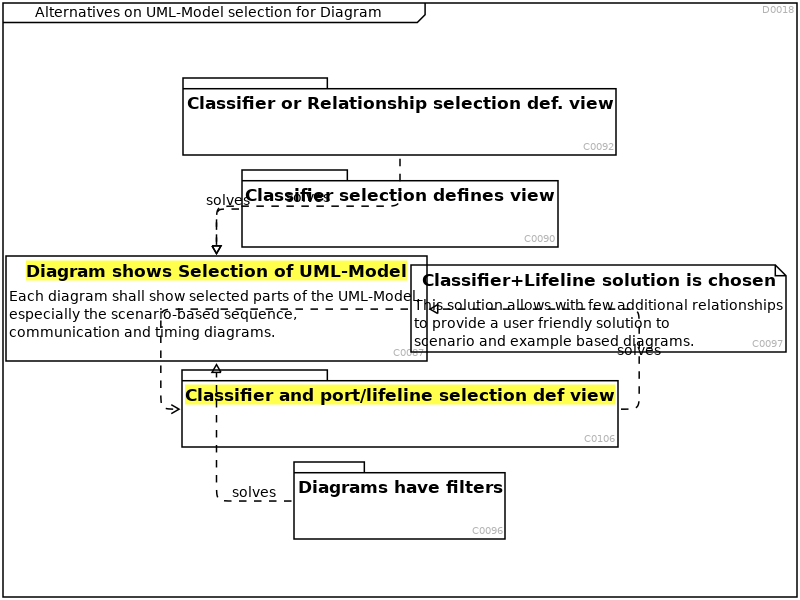 Alternatives on UML-Model selection for Diagram
D0018
Classifier or Relationship selection def. view
C0092
solves
solves
Classifier selection defines view
C0090
Diagram shows Selection of UML-Model
Each diagram shall show selected parts of the UML-Model,
especially the scenario-based sequence,
communication and timing diagrams.
C0087
Classifier+Lifeline solution is chosen
This solution allows with few additional relationships
to provide a user friendly solution to
scenario and example based diagrams.
C0097
solves
Classifier and port/lifeline selection def view
C0106
solves
Diagrams have filters
C0096